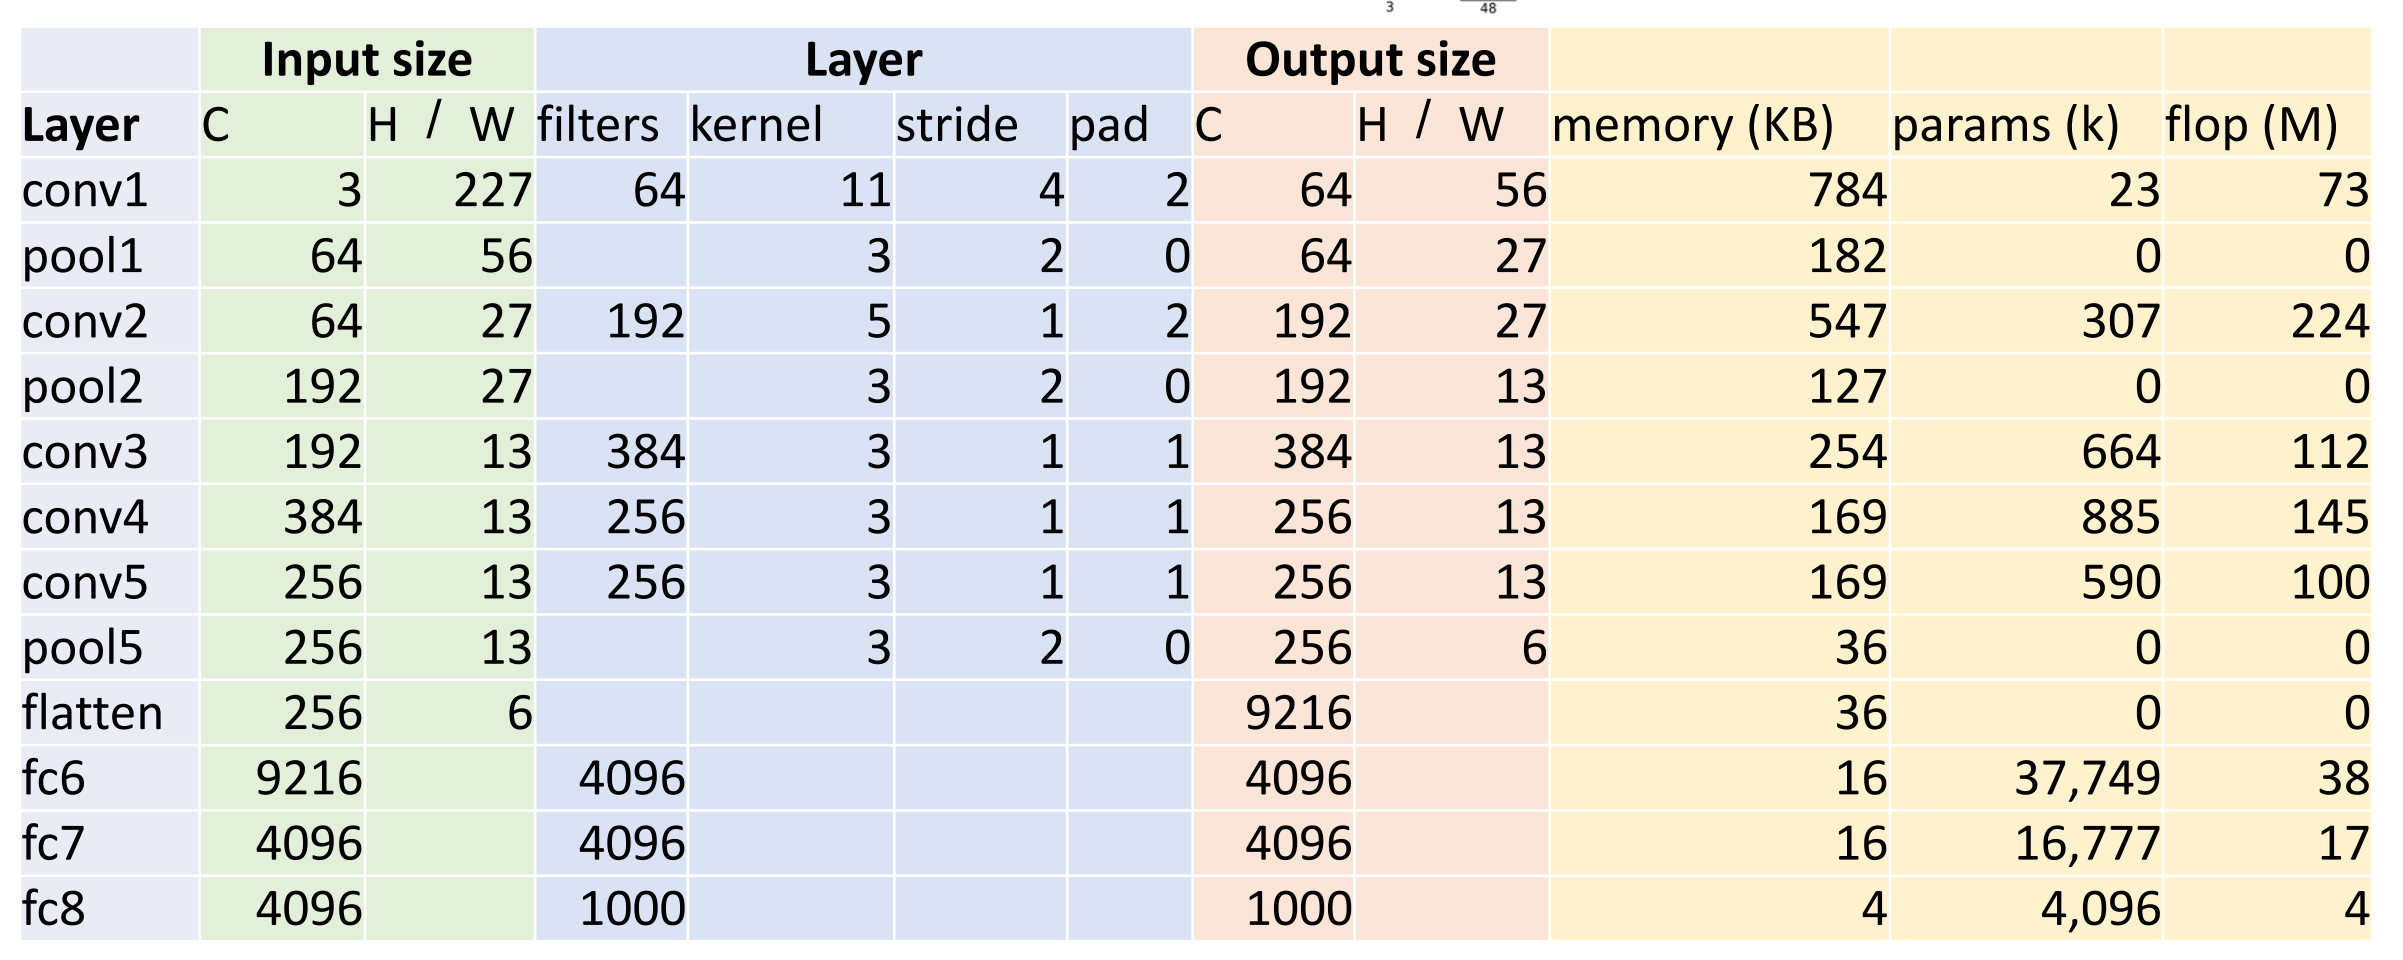 3 48
Input size Layer Output size
Layer C H / W filters kernel stride pad C H / W memory (KB) params (k) flop (M)
conv1 3 227 64 11 4 2 64 56 784 23 73
pool1 64 56 3 2 0 64 27 182 0 0
conv2 64 27 192 5 1 2 192 27 547 307 224
pool2 192 27 3 2 0 192 13 127 0 0
conv3 192 13 384 3 1 1 384 13 254 664 112
conv4 384 13 256 3 1 1 256 13 169 885 145
conv5 256 13 256 3 1 1 256 13 169 590 100
pool5 256 13 3 2 0 256 6 36 0 0
flatten 256 6 9216 36 0 0
fc6 9216 4096 4096 16 37,749 38
fc7 4096 4096 4096 16 16,777 17
fc8 4096 1000 1000 4 4,096 4